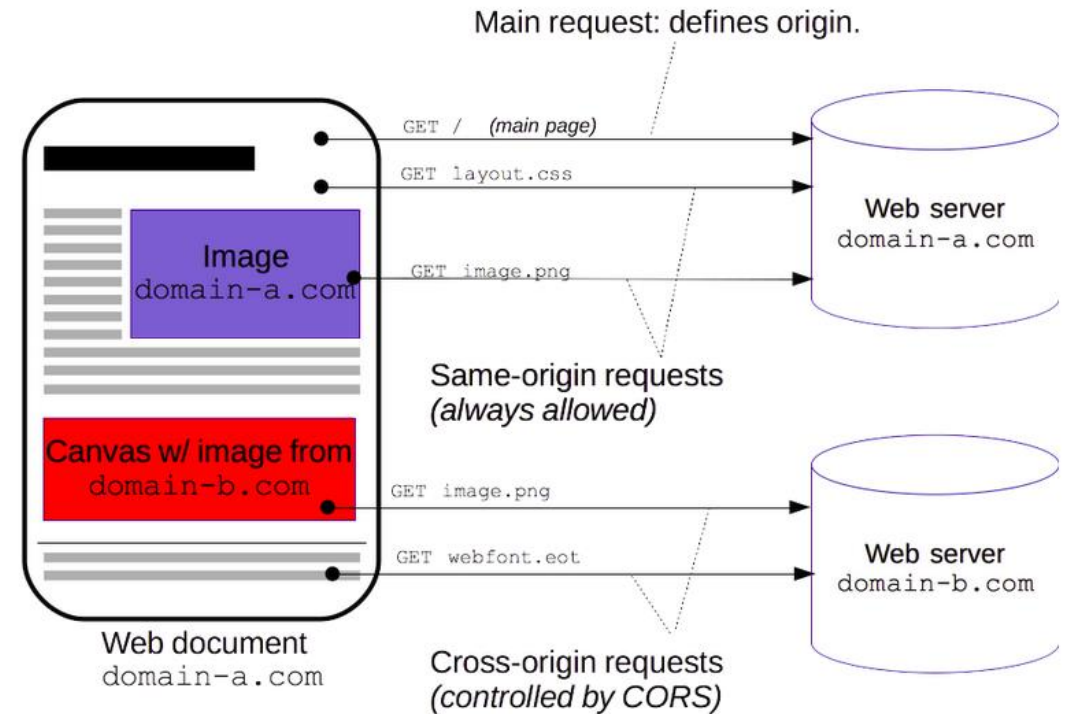 Main request: defines origin.
GET / (main page)
GET layout.css
Image
domain-a.com
GET image.png
Web server
domain-a.com
Same-origin requests
(always allowed)
Canvas w/ image from
domain-b.com
GET image.png
GET webfont.eot
Web server
domain-b.com
Web document
domain-a.com
Cross-origin requests
(controlled by CORS)